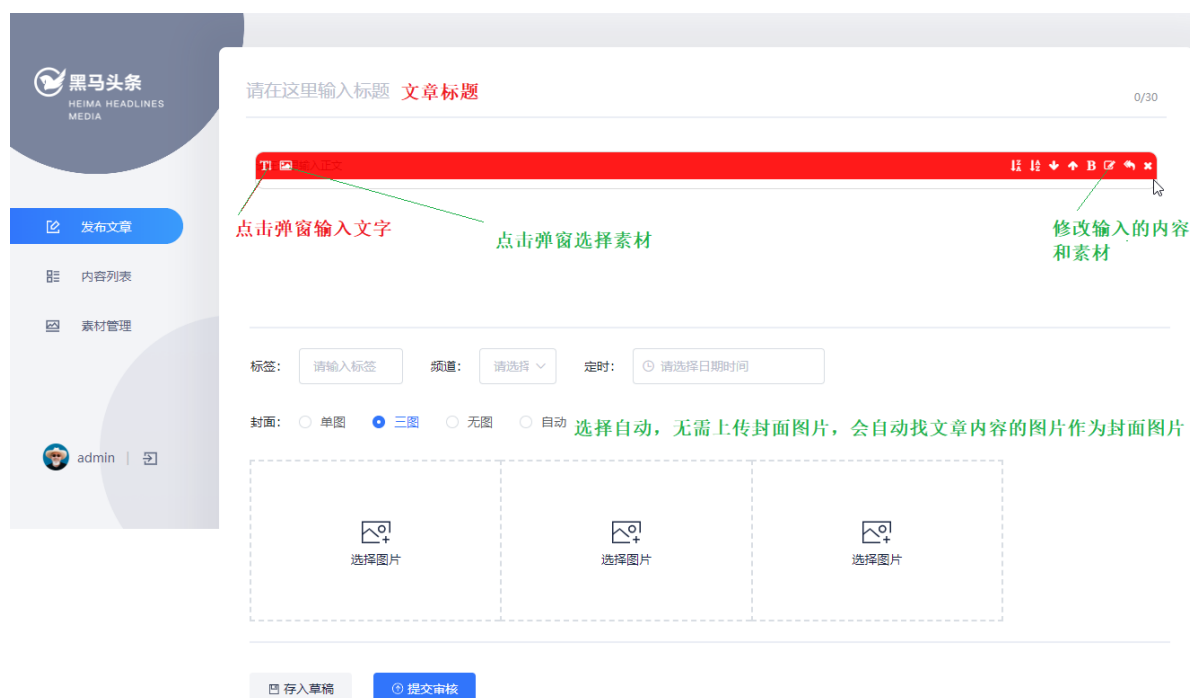 黑马头条
HEIMA HEADLINES
MEDIA
发布文章
内容列表
素材管理
admin
请在这里输入标题 文章标题
0/30
请在这里输入正文
点击弹窗输入文字
点击弹窗选择素材
修改输入的内容
和素材
标签: 请输入标签 频道: 请选择 定时: 请选择日期时间
封面: 单图 三图 无图 自动 选择自动，无需上传封面图片，会自动找文章内容的图片作为封面图片
选择图片 选择图片 选择图片
存入草稿 提交审核